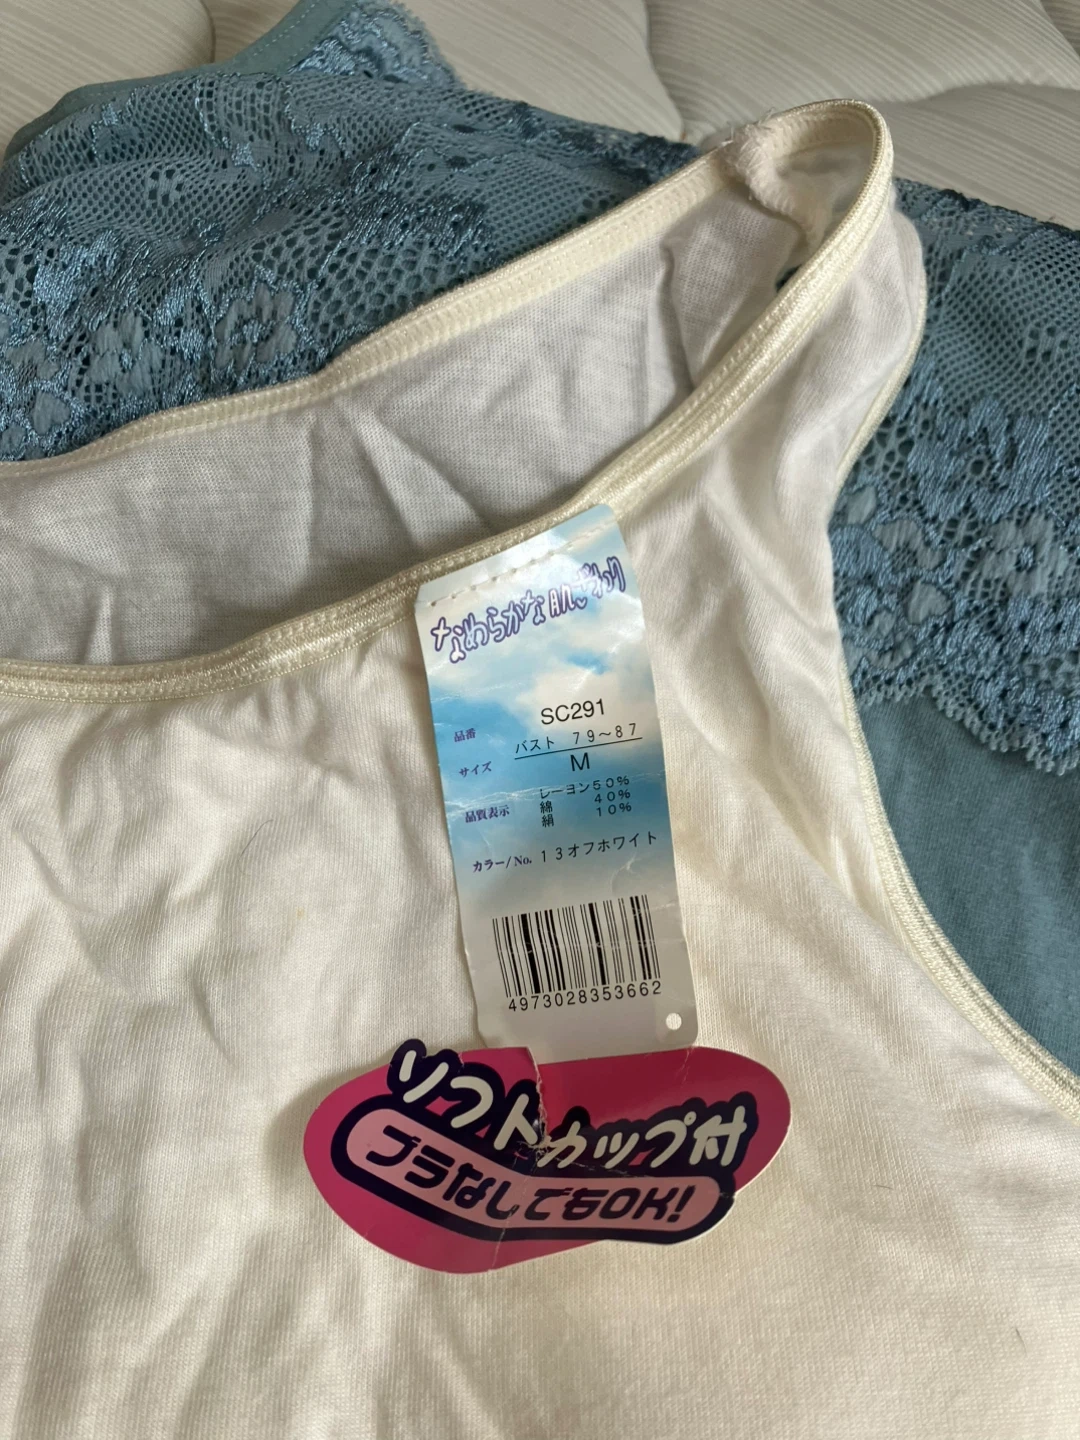 なめらかな肌ざわり
品番 SC291
サイズ バスト 79~87
M
品質表示 レーヨン50%
綿 40%
絹 10%
カラー/No. 13オフホワイト
4973028353662
ソフトカップ付
ブラなしでもOK!